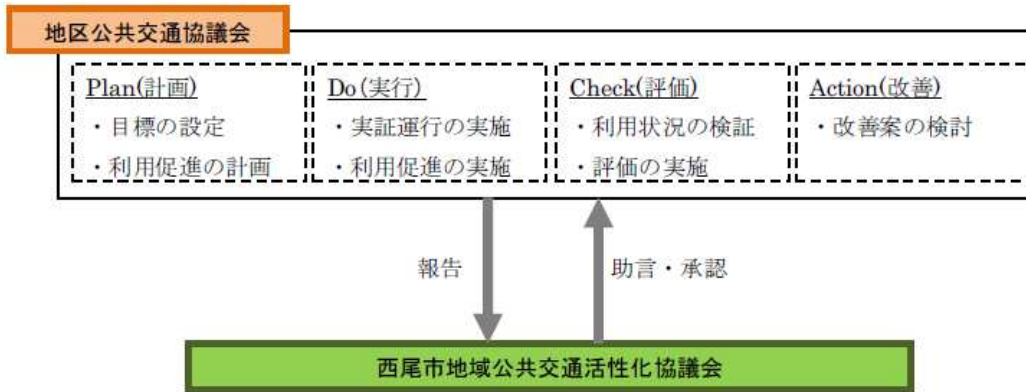 地区公共交通協議会
Plan(計画)
・目標の設定
・利用促進の計画
Do(実行)
・実証運行の実施
・利用促進の実施
Check(評価)
・利用状況の検証
・評価の実施
Action(改善)
・改善案の検討
報告
助言・承認
西尾市地域公共交通活性化協議会